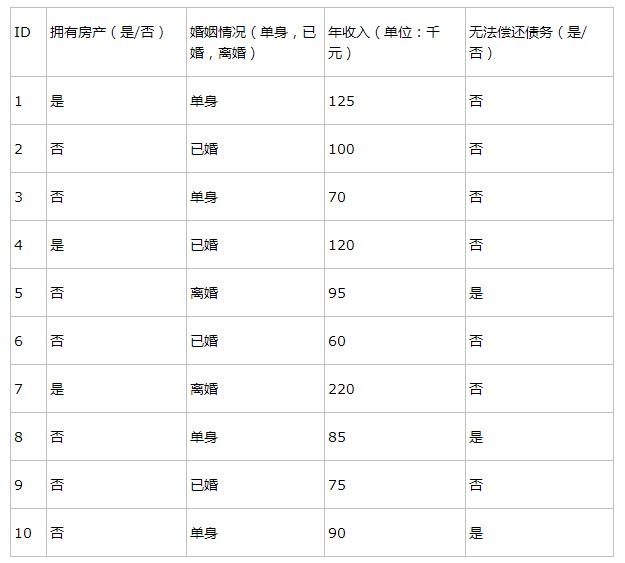 ID 拥有房产（是/否） 婚姻情况（单身，已 年收入（单位：千 无法偿还债务（是/
婚，离婚） 元） 否）
1 是 单身 125 否
2 否 已婚 100 否
3 否 单身 70 否
4 是 已婚 120 否
5 否 离婚 95 是
6 否 已婚 60 否
7 是 离婚 220 否
8 否 单身 85 是
9 否 已婚 75 否
10 否 单身 90 是